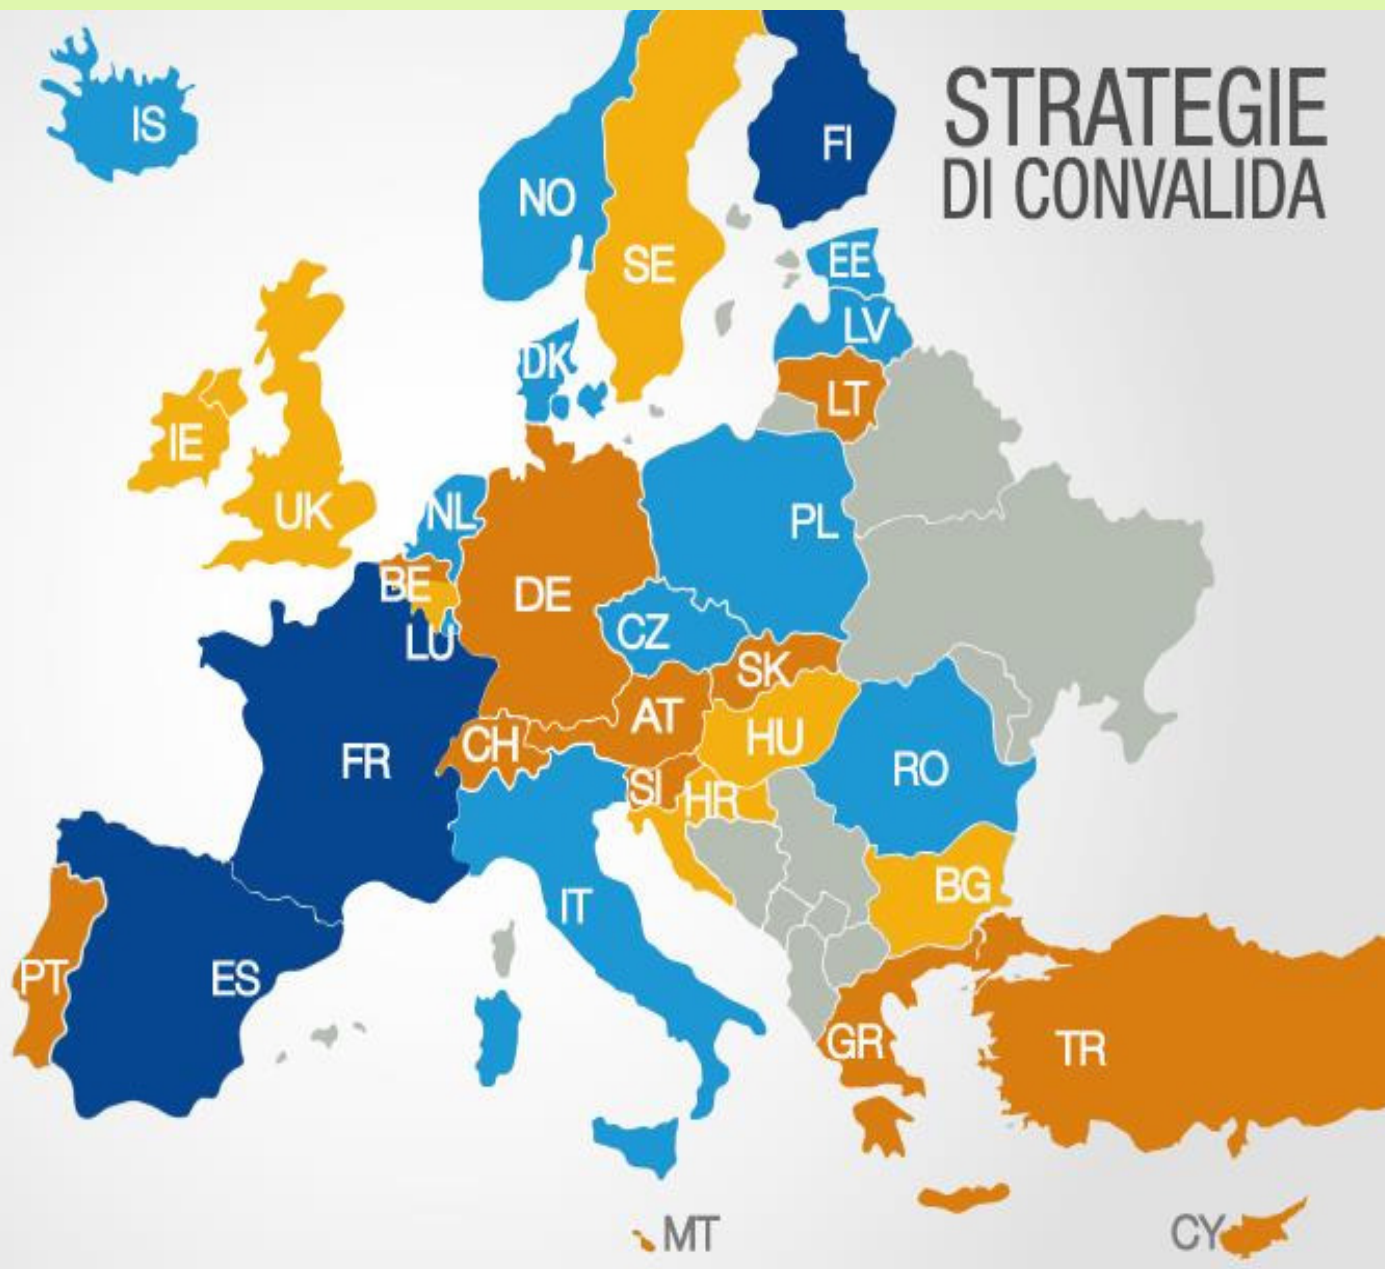 STRATEGIE
DI CONVALIDA
IS
FI
NO
SE
EE
LV
DK
LT
IE
UK
NL
PL
BE
DE
CZ
LU
SK
AT
HU
CH
FR
RO
SI
HR
BG
IT
PT
ES
GR
TR
MT
CY